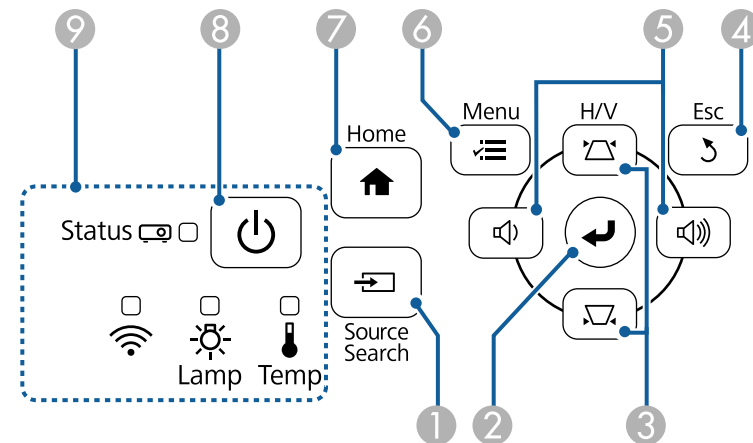 9 8 7 6 5 4
Menu H/V Esc
Home
Status
Source
Search
Lamp Temp
1 2 3